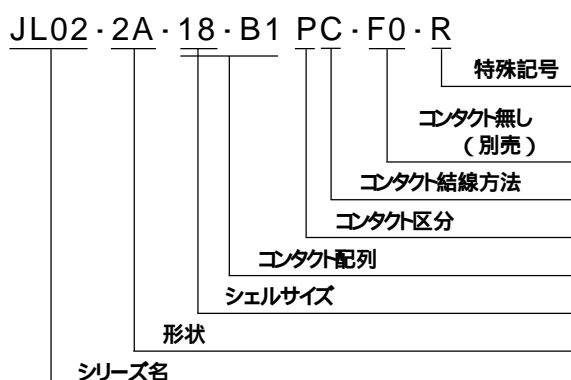 JL02-2A-18-B1 PC-F0-R
特殊記号
コンタクト無し
(別売)
コンタクト結線方法
コンタクト区分
コンタクト配列
シェルサイズ
形状
シリーズ名